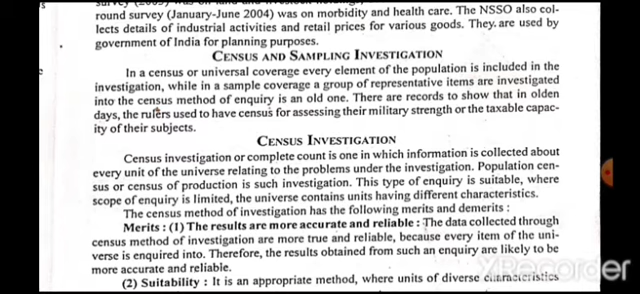 round survey (January-June 2004) was on morbidity and health care. The NSSO also col-
lects details of industrial activities and retail prices for various goods. They are used by
government of India for planning purposes.
CENSUS AND SAMPLING INVESTIGATION
In a census or universal coverage every element of the population is included in the
investigation, while in a sample coverage a group of representative items are investigated
into the census method of enquiry is an old one. There are records to show that in olden
days, the rulers used to have census for assessing their military strength or the taxable capac-
ity of their subjects.
CENSUS INVESTIGATION
Census investigation or complete count is one in which information is collected about
every unit of the universe relating to the problems under the investigation. Population cen-
sus or census of production is such investigation. This type of enquiry is suitable, where
scope of enquiry is limited, the universe contains units having different characteristics.
The census method of investigation has the following merits and demerits :
Merits : (1) The results are more accurate and reliable : The data collected through
census method of investigation are more true and reliable, because every item of the uni-
verse is enquired into. Therefore, the results obtained from such an enquiry are likely to be
more accurate and reliable.
(2) Suitability : It is an appropriate method, where units of diverse characteristics
XRecorder